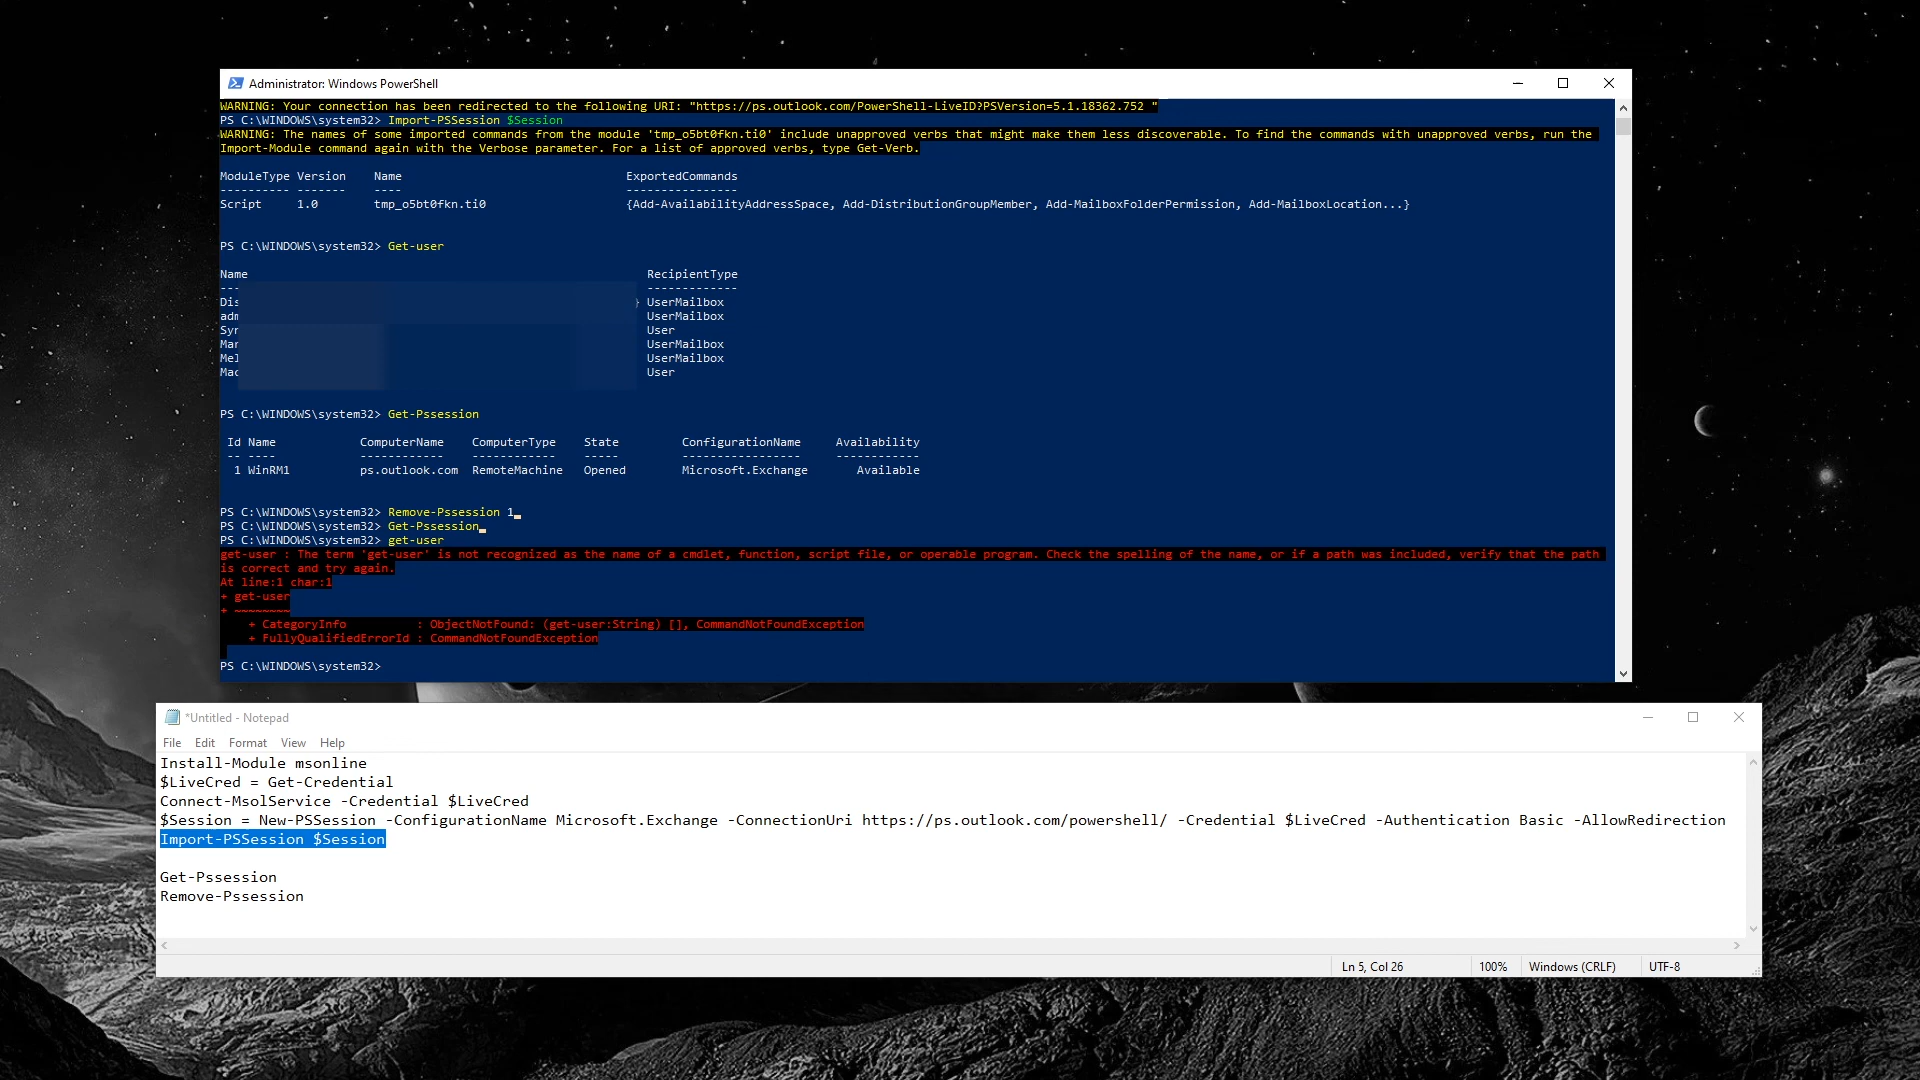 Administrator: Windows PowerShell
WARNING: Your connection has been redirected to the following URI: "https://ps.outlook.com/PowerShell-LiveID?PSVersion=5.1.18362.752 "
PS C:\WINDOWS\system32> Import-PSSession $Session
WARNING: The names of some imported commands from the module 'tmp_o5bt0fkn.ti0' include unapproved verbs that might make them less discoverable. To find the commands with unapproved verbs, run the
Import-Module command again with the Verbose parameter. For a list of approved verbs, type Get-Verb.
ModuleType Version    Name                                ExportedCommands
---------- -------    ----                                ----------------
Script     1.0        tmp_o5bt0fkn.ti0                    {Add-AvailabilityAddressSpace, Add-DistributionGroupMember, Add-MailboxFolderPermission, Add-MailboxLocation...}
PS C:\WINDOWS\system32> Get-user
Name                                                         RecipientType
---                                                          -------------
Dis                                                        } UserMailbox
adm                                                          UserMailbox
Syn                                                          User
Mar                                                          UserMailbox
Mel                                                          UserMailbox
Mac                                                          User
PS C:\WINDOWS\system32> Get-Pssession
 Id Name            ComputerName    ComputerType    State         ConfigurationName     Availability
 -- ----            ------------    ------------    -----         -----------------     ------------
  1 WinRM1          ps.outlook.com  RemoteMachine   Opened        Microsoft.Exchange       Available
PS C:\WINDOWS\system32> Remove-Pssession 1
PS C:\WINDOWS\system32> Get-Pssession
PS C:\WINDOWS\system32> get-user
get-user : The term 'get-user' is not recognized as the name of a cmdlet, function, script file, or operable program. Check the spelling of the name, or if a path was included, verify that the path
is correct and try again.
At line:1 char:1
+ get-user
+ ~~~~~~~~
    + CategoryInfo          : ObjectNotFound: (get-user:String) [], CommandNotFoundException
    + FullyQualifiedErrorId : CommandNotFoundException
PS C:\WINDOWS\system32>
*Untitled - Notepad
File Edit Format View Help
Install-Module msonline
$LiveCred = Get-Credential
Connect-MsolService -Credential $LiveCred
$Session = New-PSSession -ConfigurationName Microsoft.Exchange -ConnectionUri https://ps.outlook.com/powershell/ -Credential $LiveCred -Authentication Basic -AllowRedirection
Import-PSSession $Session
Get-Pssession
Remove-Pssession
Ln 5, Col 26 100% Windows (CRLF) UTF-8